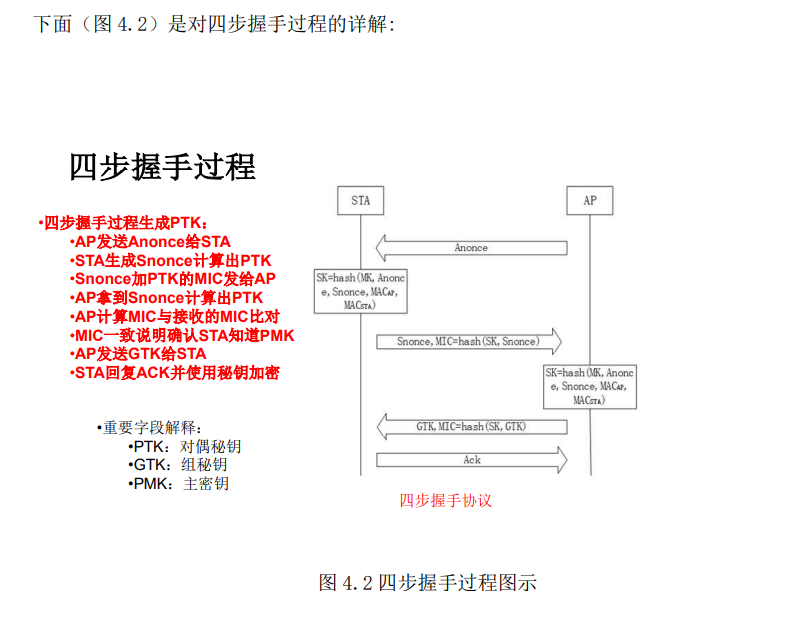 下面（图 4.2）是对四步握手过程的详解:
四步握手过程
•四步握手过程生成PTK：
•AP发送Anonce给STA
•STA生成Snonce计算出PTK
•Snonce加PTK的MIC发给AP
•AP拿到Snonce计算出PTK
•AP计算MIC与接收的MIC比对
•MIC一致说明确认STA知道PMK
•AP发送GTK给STA
•STA回复ACK并使用秘钥加密
•重要字段解释：
•PTK：对偶秘钥
•GTK：组秘钥
•PMK：主密钥
STA
AP
Anonce
SK=hash(MK, Anonc
e, Snonce, MACAP,
MACSTA)
Snonce, MIC=hash(SK, Snonce)
SK=hash(MK, Anonc
e, Snonce, MACAP,
MACSTA)
GTK, MIC=hash(SK, GTK)
Ack
四步握手协议
图 4.2 四步握手过程图示